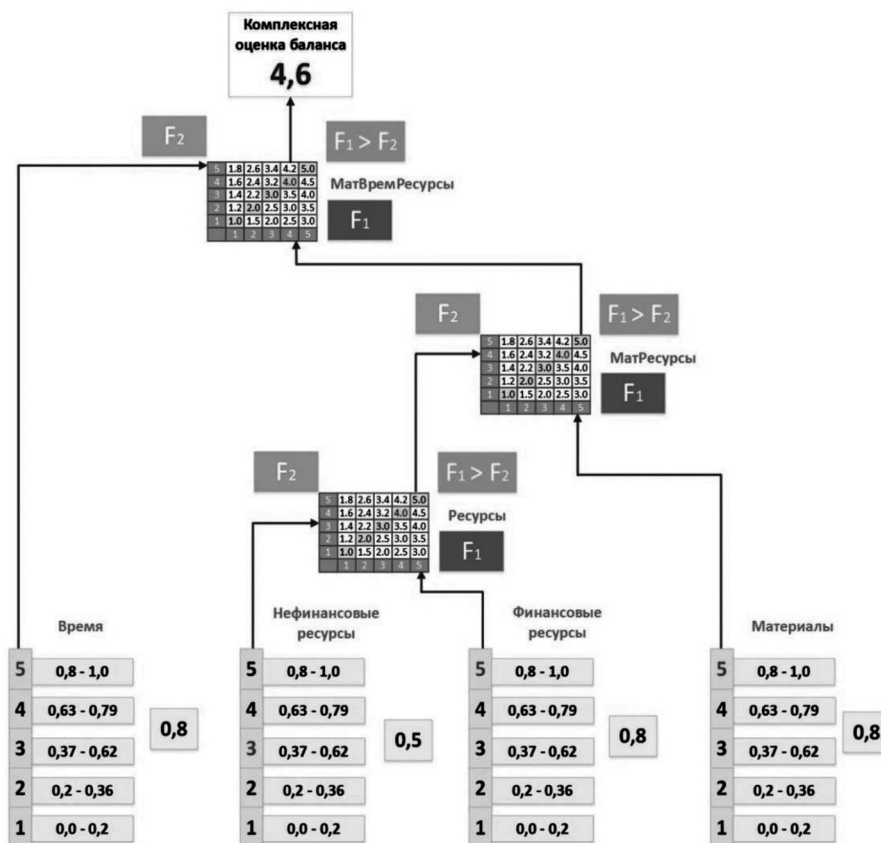 Комплексная
оценка баланса
4,6
F2
F1 > F2
5 1.8 2.6 3.4 4.2 5.0
4 1.6 2.4 3.2 4.0 4.5
3 1.4 2.2 3.0 3.5 4.0
2 1.2 2.0 2.5 3.0 3.5
1 1.0 1.5 2.0 2.5 3.0
1 2 3 4 5
МатВремРесурсы
F1
F2
F1 > F2
5 1.8 2.6 3.4 4.2 5.0
4 1.6 2.4 3.2 4.0 4.5
3 1.4 2.2 3.0 3.5 4.0
2 1.2 2.0 2.5 3.0 3.5
1 1.0 1.5 2.0 2.5 3.0
1 2 3 4 5
МатРесурсы
F1
F2
F1 > F2
5 1.8 2.6 3.4 4.2 5.0
4 1.6 2.4 3.2 4.0 4.5
3 1.4 2.2 3.0 3.5 4.0
2 1.2 2.0 2.5 3.0 3.5
1 1.0 1.5 2.0 2.5 3.0
1 2 3 4 5
Ресурсы
F1
Время
5 0,8 - 1,0
4 0,63 - 0,79
3 0,37 - 0,62
2 0,2 - 0,36
1 0,0 - 0,2
0,8
Нефинансовые
ресурсы
5 0,8 - 1,0
4 0,63 - 0,79
3 0,37 - 0,62
2 0,2 - 0,36
1 0,0 - 0,2
0,5
Финансовые
ресурсы
5 0,8 - 1,0
4 0,63 - 0,79
3 0,37 - 0,62
2 0,2 - 0,36
1 0,0 - 0,2
0,8
Материалы
5 0,8 - 1,0
4 0,63 - 0,79
3 0,37 - 0,62
2 0,2 - 0,36
1 0,0 - 0,2
0,8